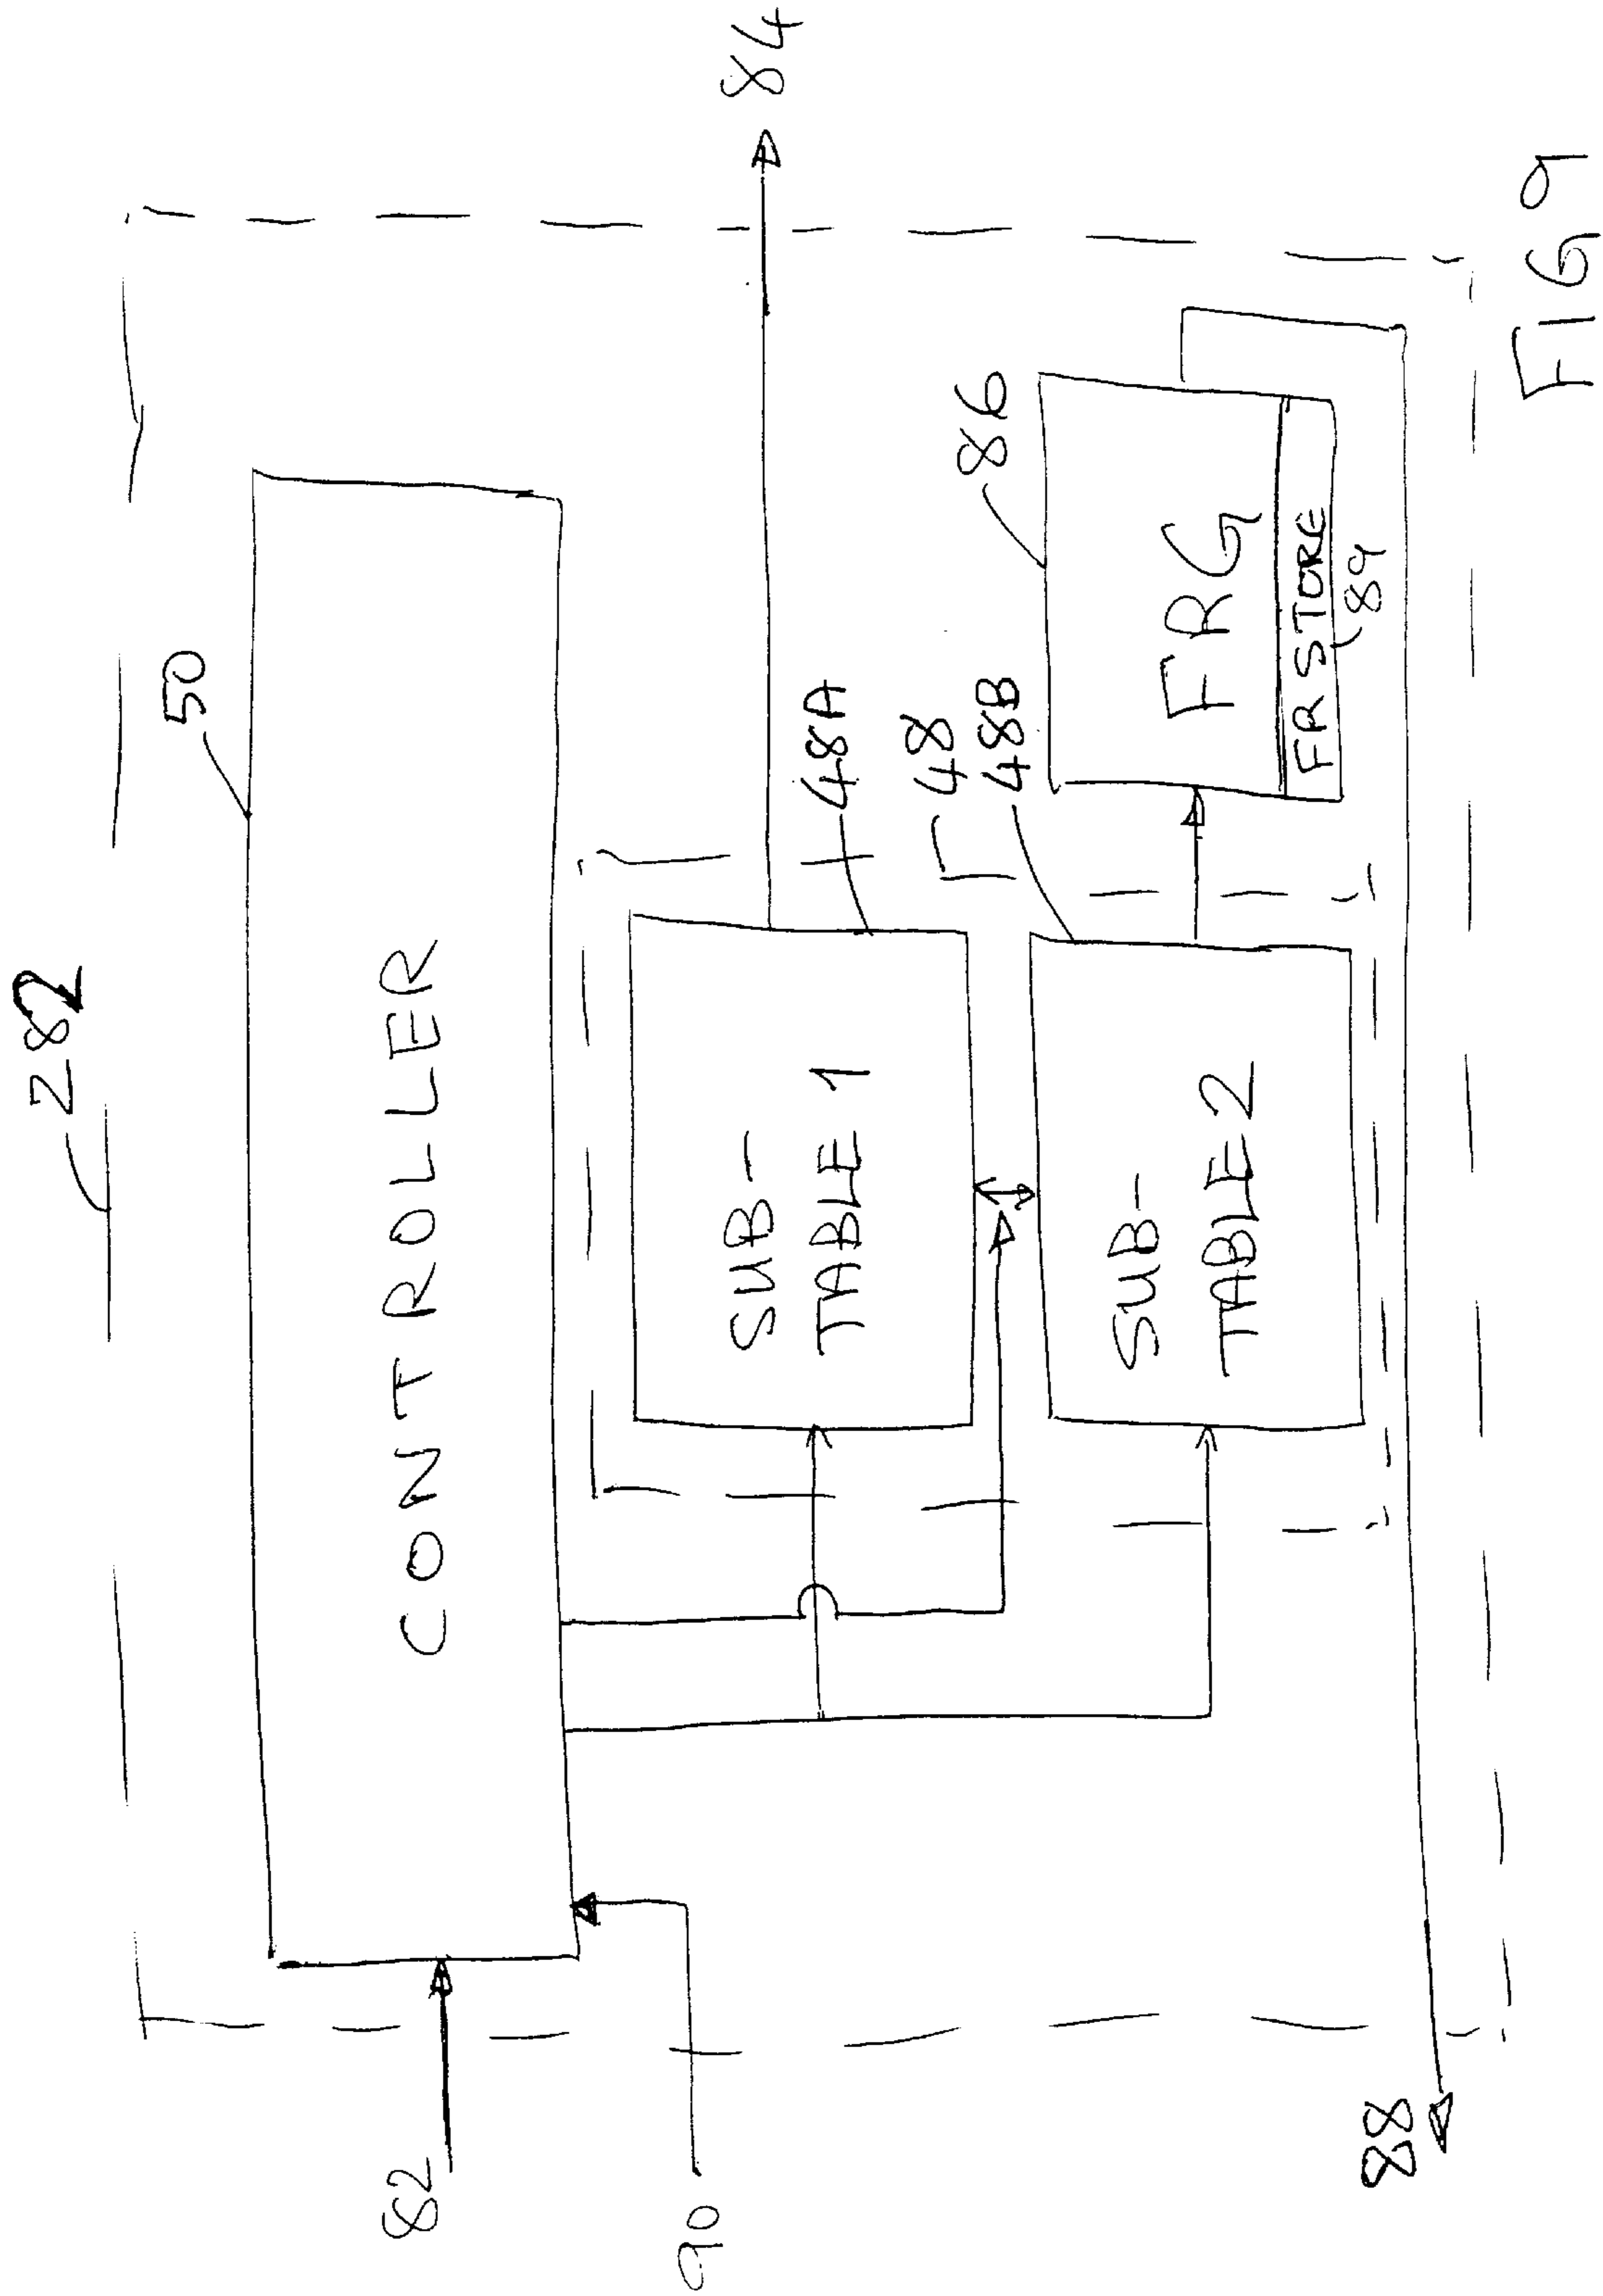 282
50
CONTROLLER
82
90
84
SUB-
TABLE 1
48A
48
48B
SUB-
TABLE 2
86
FRG
FR STORE
89
88
FIG 9